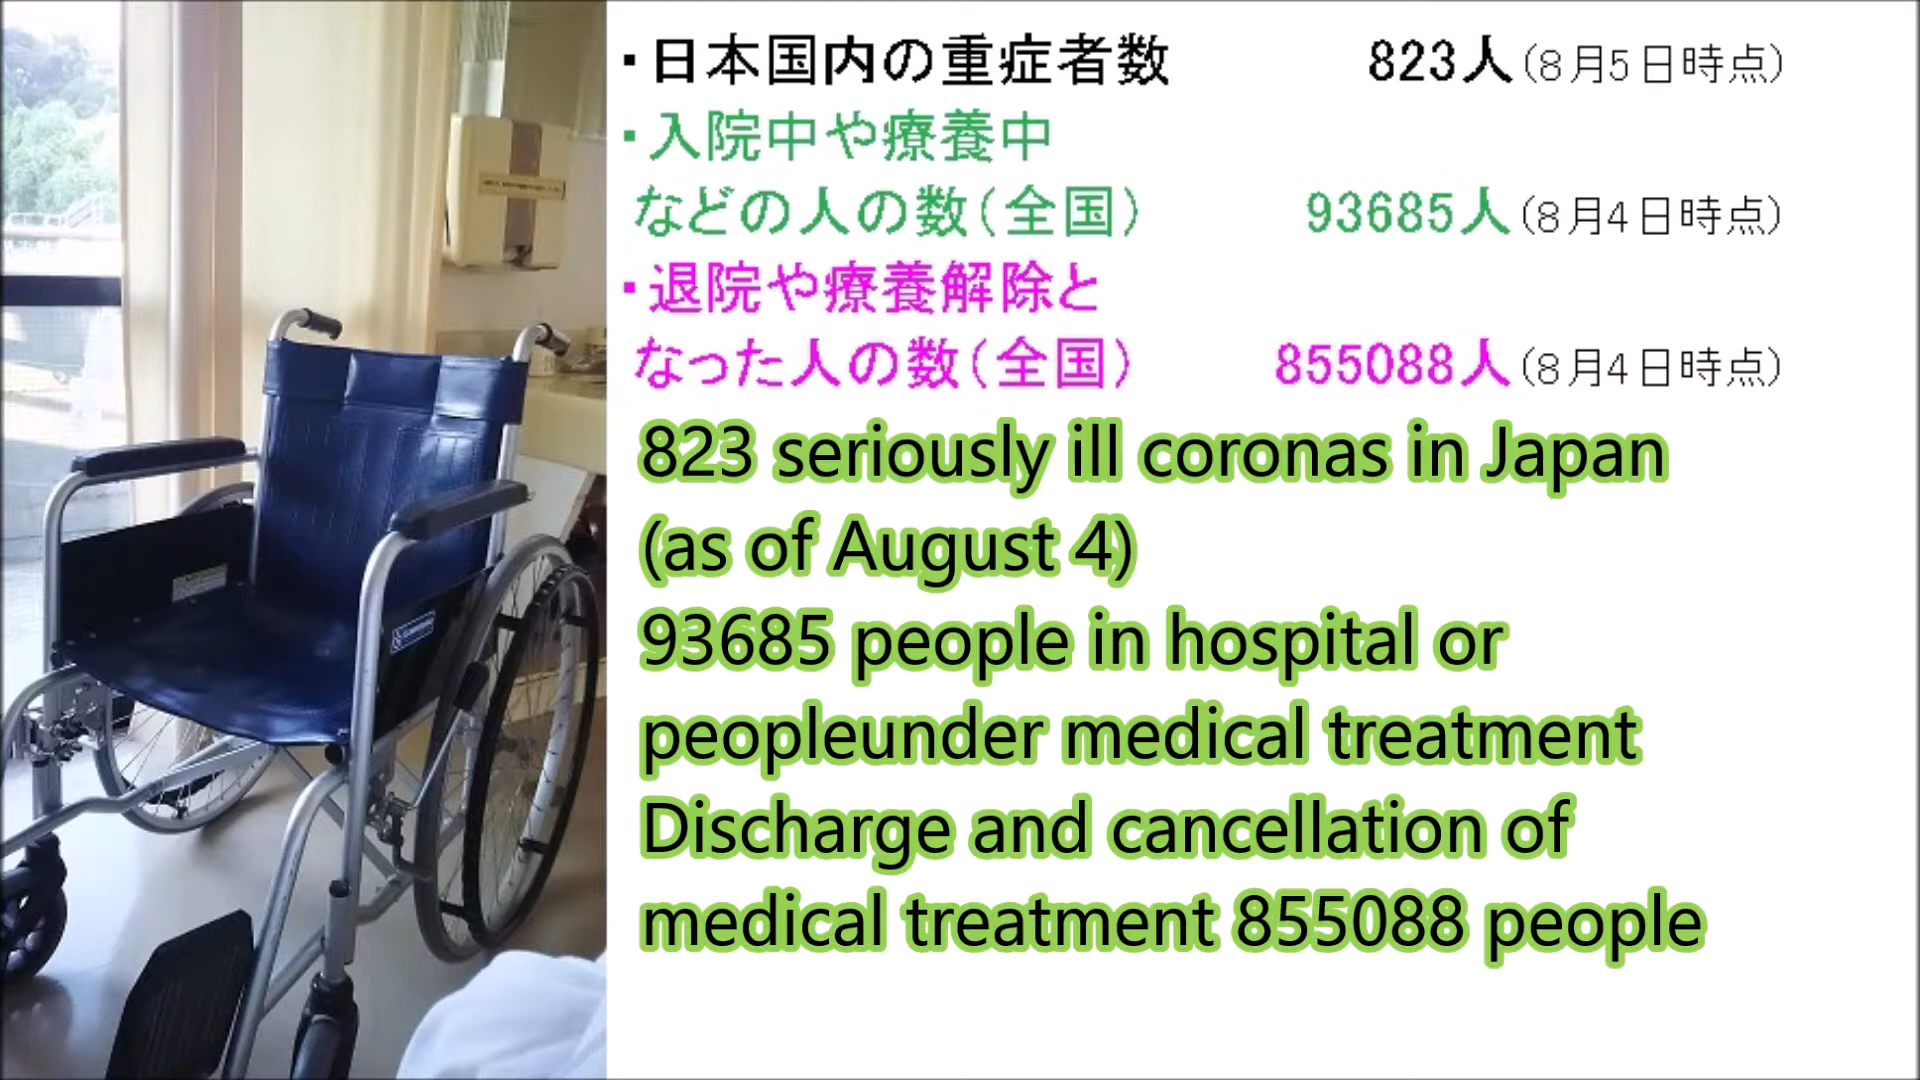 ・日本国内の重症者数 823人(8月5日時点)
・入院中や療養中
などの人の数(全国) 93685人(8月4日時点)
・退院や療養解除と
なった人の数(全国) 855088人(8月4日時点)
823 seriously ill coronas in Japan
(as of August 4)
93685 people in hospital or
peopleunder medical treatment
Discharge and cancellation of
medical treatment 855088 people